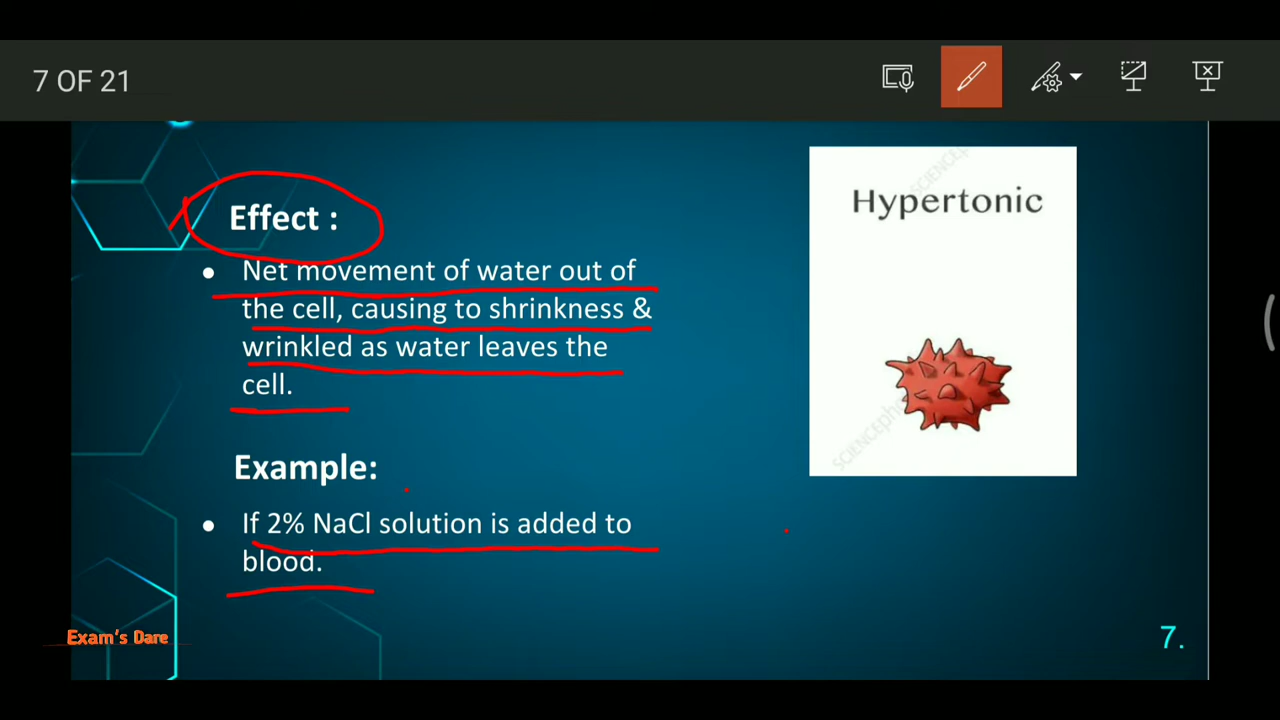 7 OF 21
Effect :
• Net movement of water out of
the cell, causing to shrinkness &
wrinkled as water leaves the
cell.
Example:
• If 2% NaCl solution is added to
blood.
Hypertonic
Exam's Dare
7.